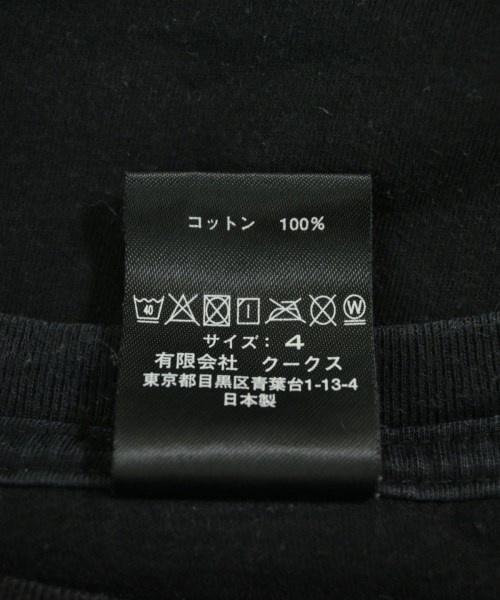 コットン 100%
40 W
サイズ: 4
有限会社 クークス
東京都目黒区青葉台1-13-4
日本製